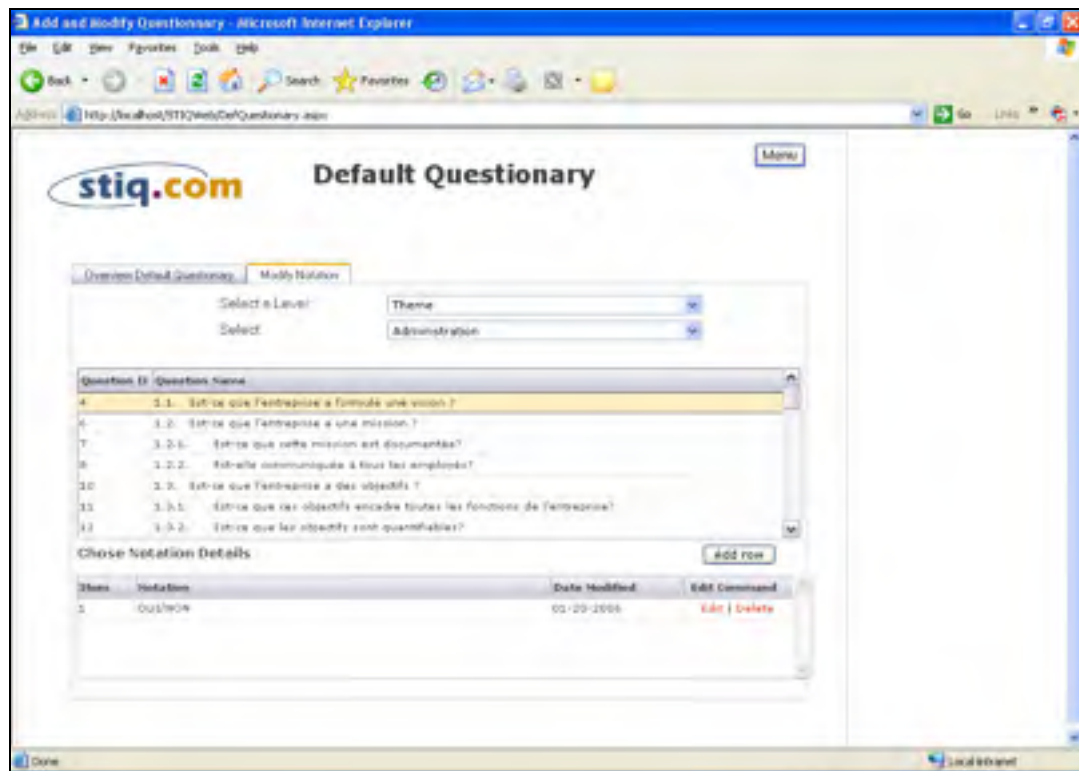 Add and Modify Questionnary - Microsoft Internet Explorer
File Edit View Favorites Tools Help
Back Search Favorites
Address http://localhost/STIQWeb/DefQuestionary.aspx Go Links
Menu
stiq.com
Default Questionary
Overview Default Questionary Modify Notation
Select a Level Theme
Select Administration
Question ID Question Name
4 1.1. Est-ce que l'entreprise a formulé une vision ?
6 1.2. Est-ce que l'entreprise a une mission ?
7 1.2.1. Est-ce que cette mission est documentée?
8 1.2.2. Est-elle communiquée à tous les employés?
10 1.3. Est-ce que l'entreprise a des objectifs ?
11 1.3.1. Est-ce que ces objectifs encadre toutes les fonctions de l'entreprise?
12 1.3.2. Est-ce que les objectifs sont quantifiables?
Chose Notation Details Add row
Notation Date Modified Edit Command
1 OUI/NON 01-20-2006 Edit | Delete
Done Local intranet